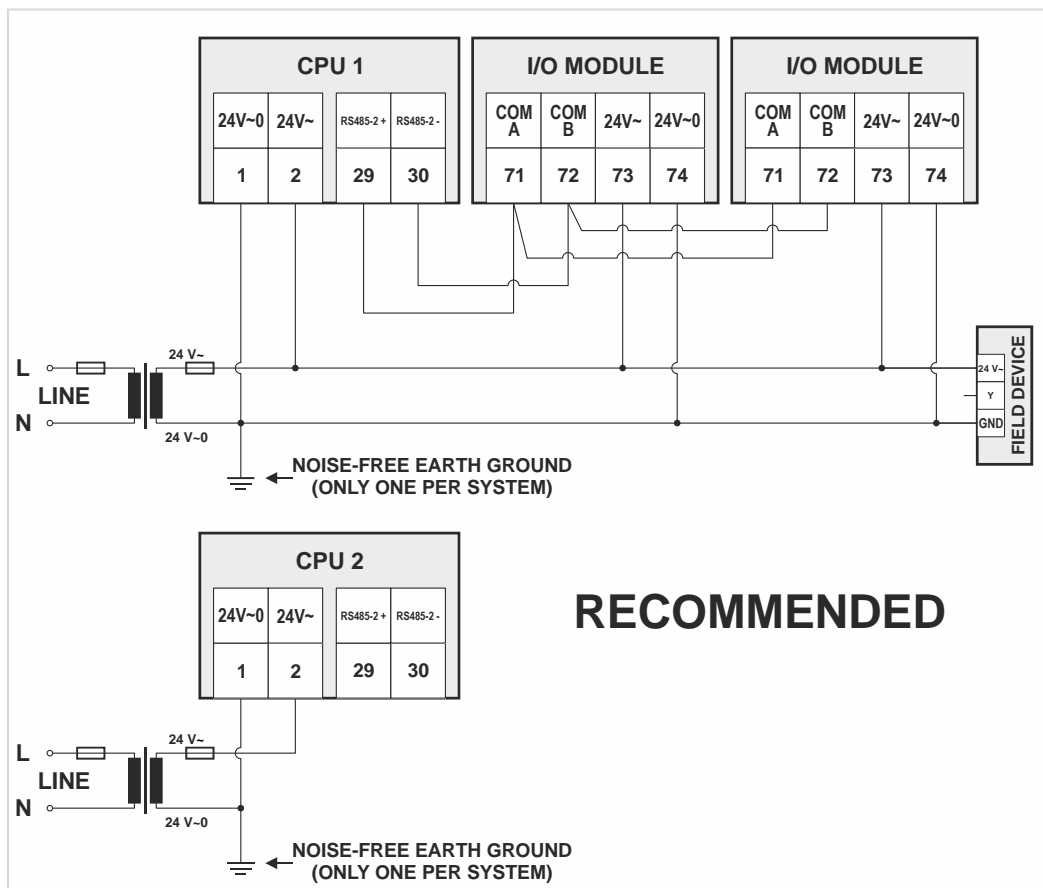 CPU 1
24V~0 24V~ RS485-2 + RS485-2 -
1 2 29 30
I/O MODULE
COM A COM B 24V~ 24V~0
71 72 73 74
I/O MODULE
COM A COM B 24V~ 24V~0
71 72 73 74
L
LINE
N
24 V~
24 V~0
NOISE-FREE EARTH GROUND
(ONLY ONE PER SYSTEM)
24 V~
Y
GND
FIELD DEVICE
CPU 2
24V~0 24V~ RS485-2 + RS485-2 -
1 2 29 30
RECOMMENDED
L
LINE
N
24 V~
24 V~0
NOISE-FREE EARTH GROUND
(ONLY ONE PER SYSTEM)